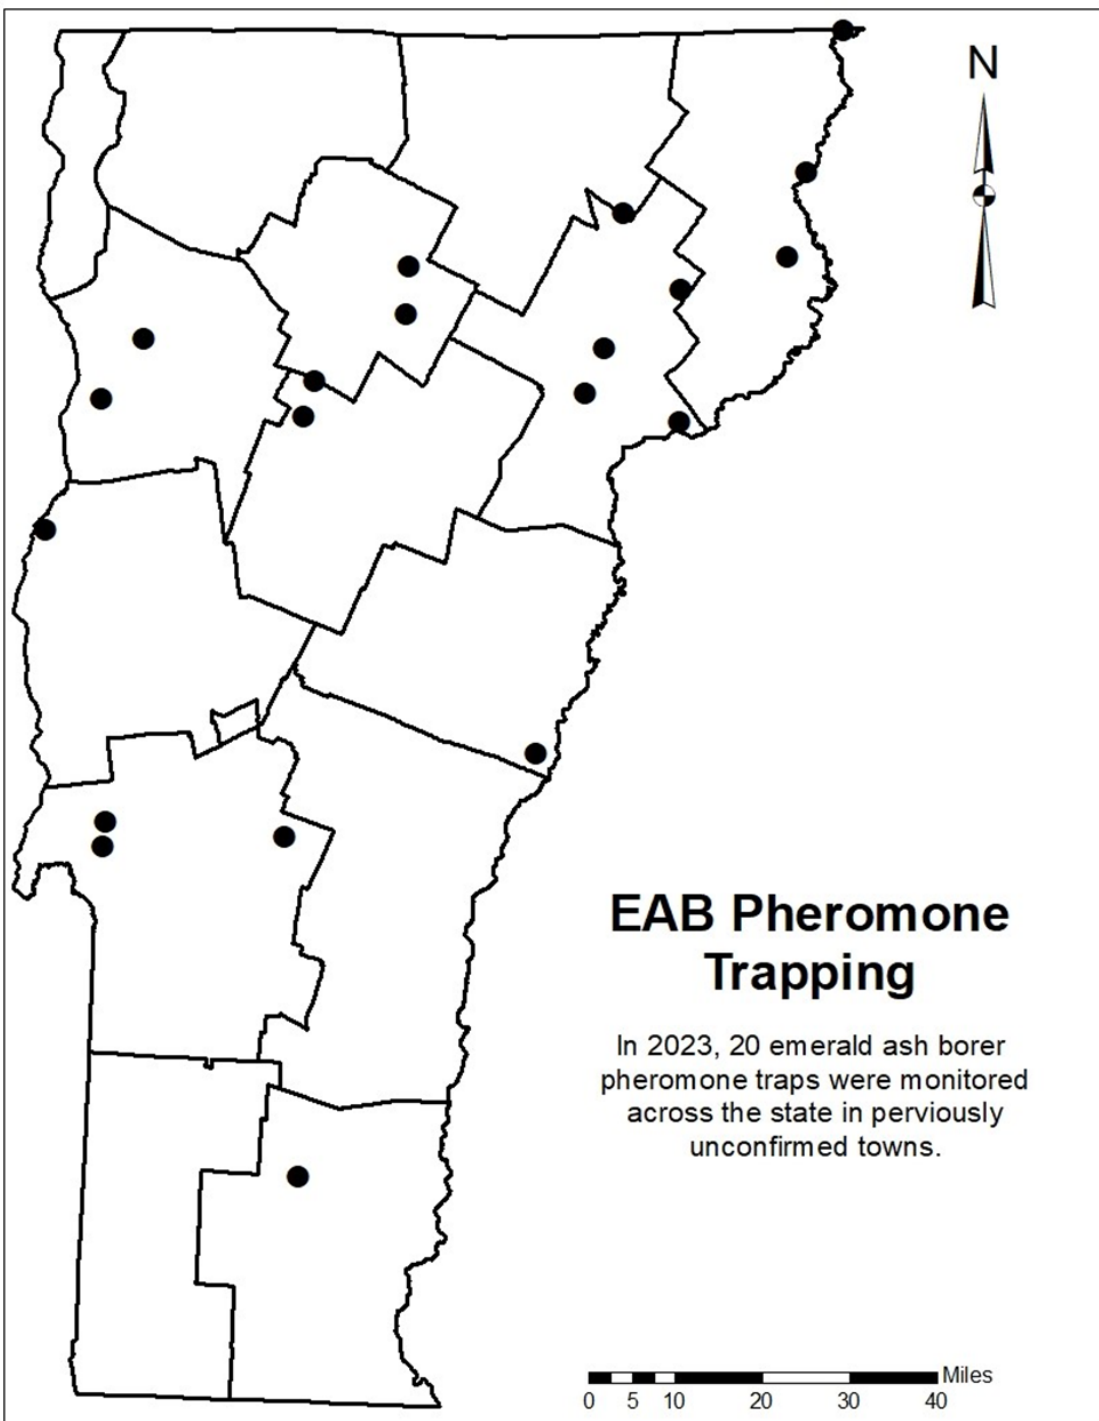 N
EAB Pheromone
Trapping
In 2023, 20 emerald ash borer
pheromone traps were monitored
across the state in perviously
unconfirmed towns.
Miles
0 5 10 20 30 40